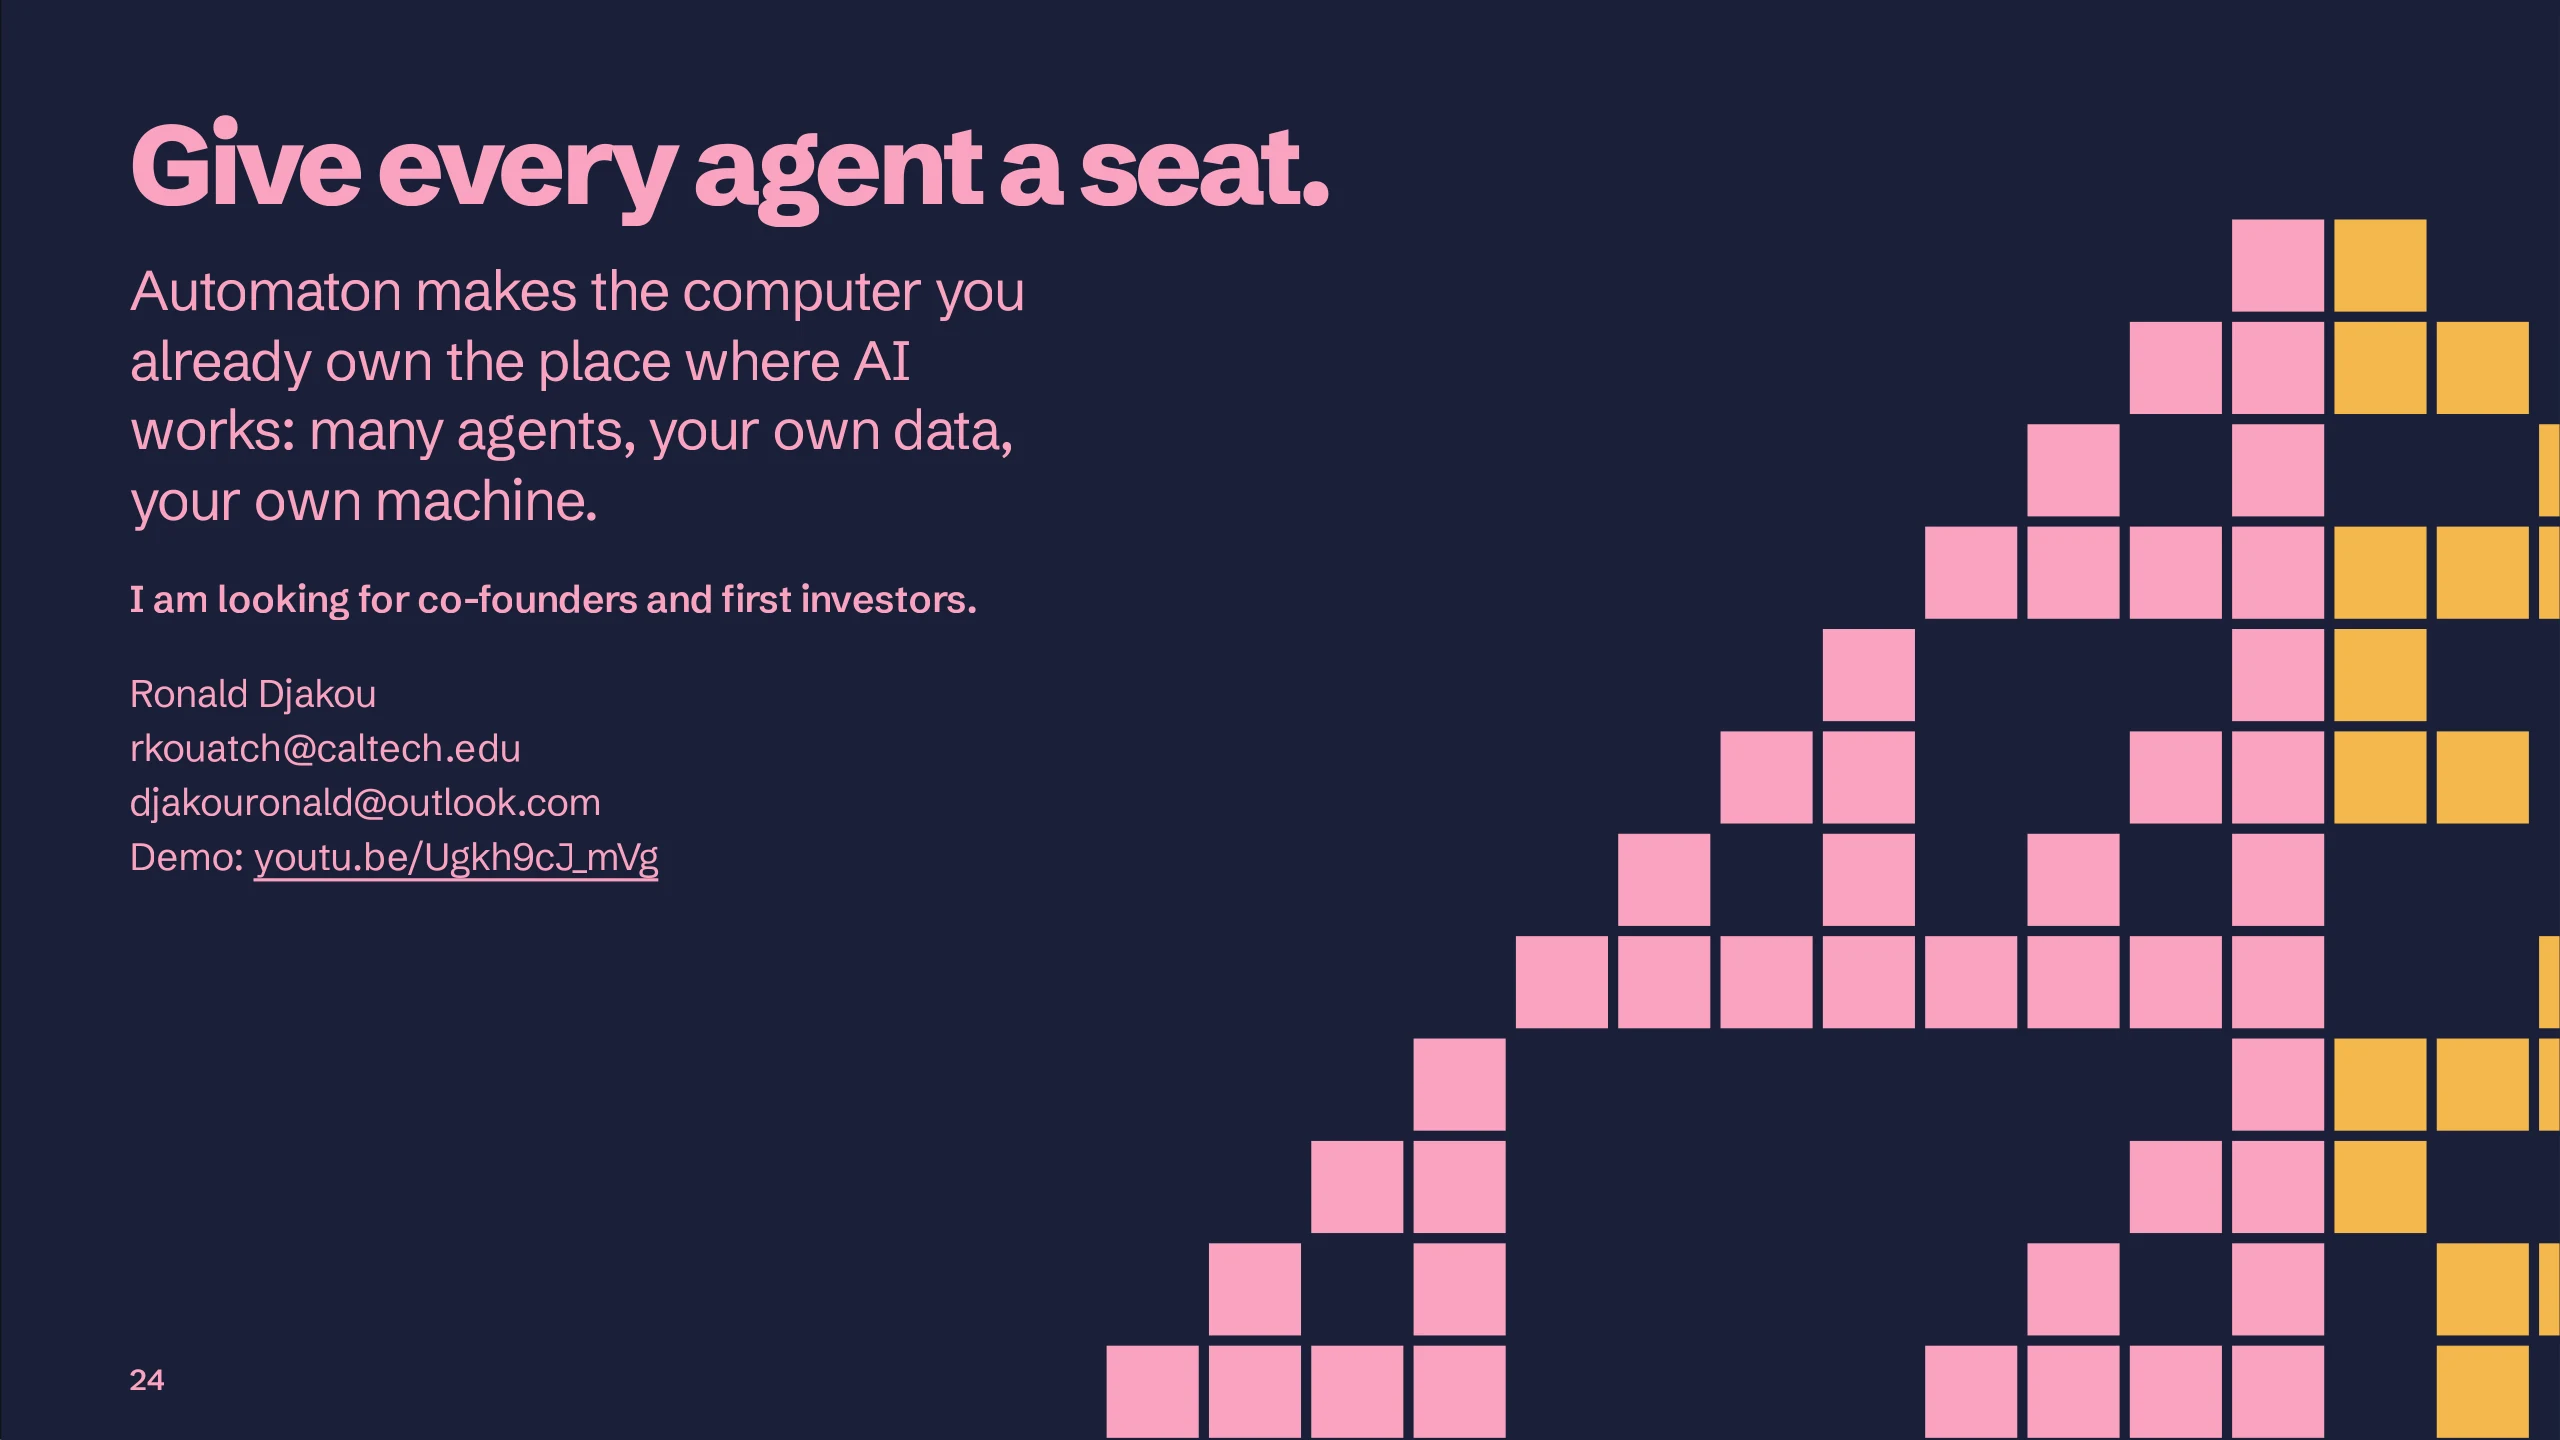 Give every agent a seat.
Automaton makes the computer you
already own the place where AI
works: many agents, your own data,
your own machine.
I am looking for co-founders and first investors.
Ronald Djakou
rkouatch@caltech.edu
djakouronald@outlook.com
Demo: youtu.be/Ugkh9cJ_mVg
24